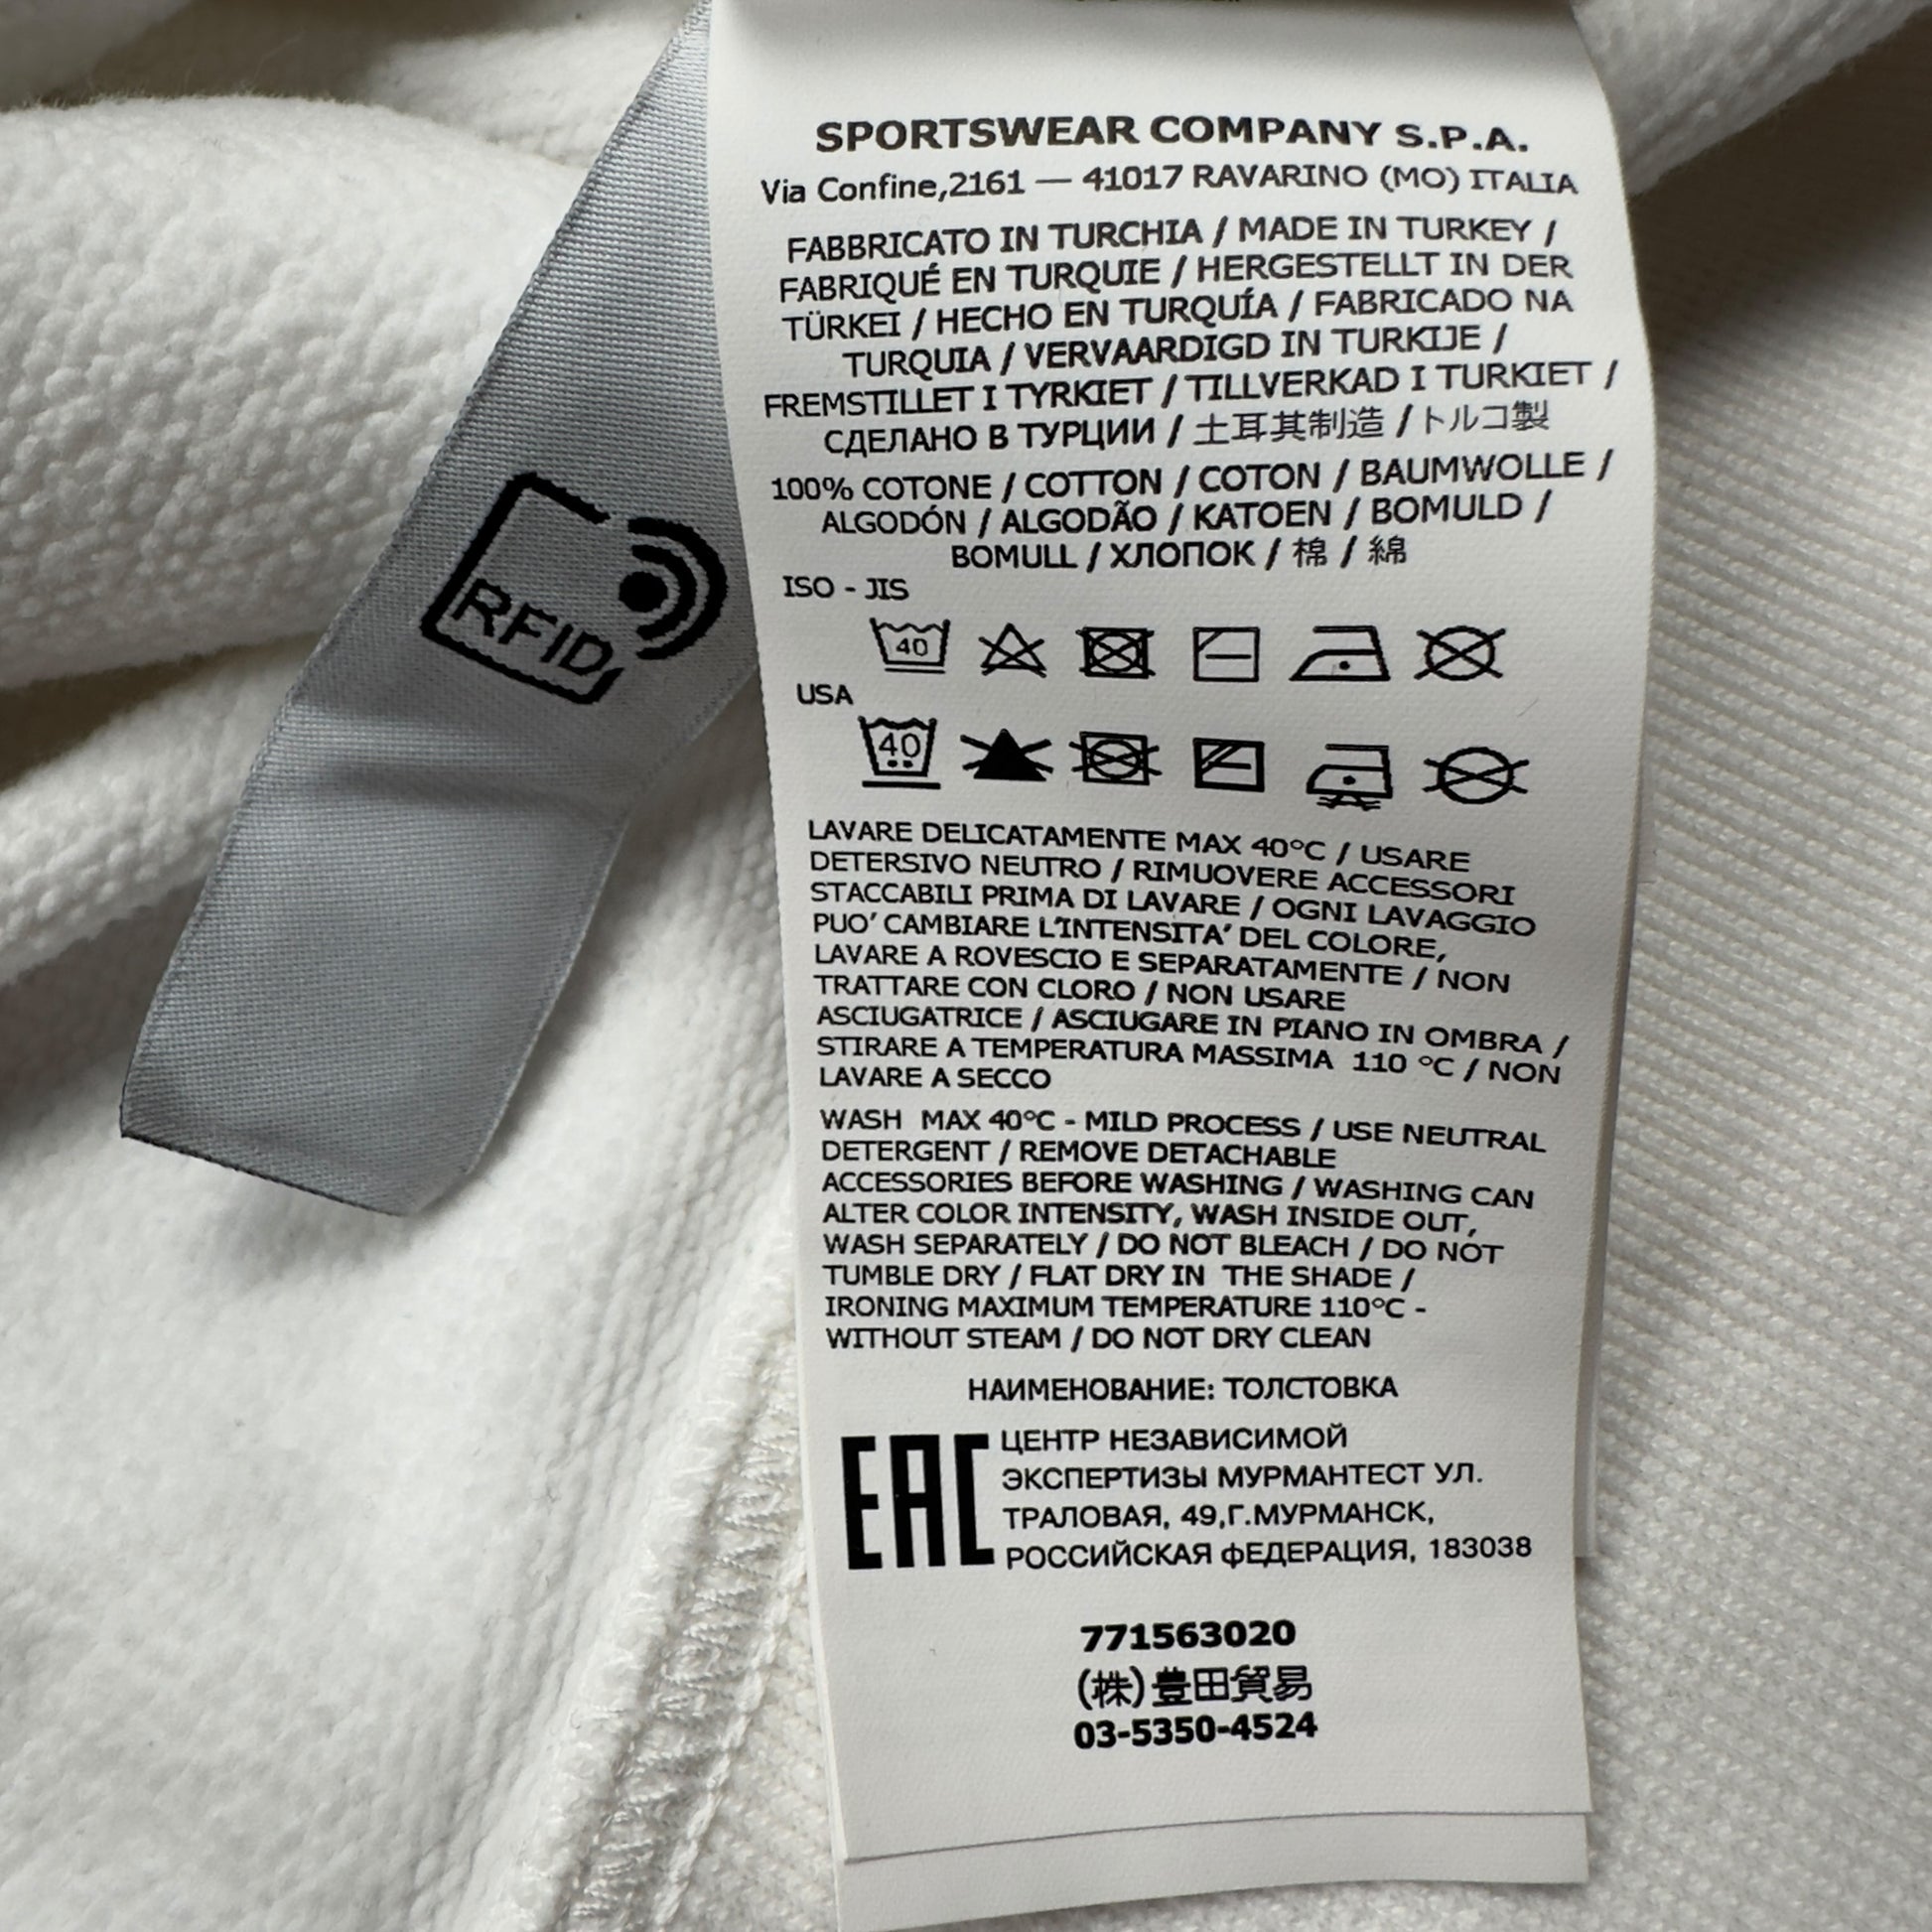 SPORTSWEAR COMPANY S.P.A.
Via Confine,2161 — 41017 RAVARINO (MO) ITALIA
FABBRICATO IN TURCHIA / MADE IN TURKEY /
FABRIQUÉ EN TURQUIE / HERGESTELLT IN DER
TÜRKEI / HECHO EN TURQUÍA / FABRICADO NA
TURQUIA / VERVAARDIGD IN TURKIJE /
FREMSTILLET I TYRKIET / TILLVERKAD I TURKIET /
СДЕЛАНО В ТУРЦИИ / 土耳其制造 / トルコ製
100% COTONE / COTTON / COTON / BAUMWOLLE /
ALGODÓN / ALGODÃO / KATOEN / BOMULD /
BOMULL / ХЛОПОК / 棉 / 綿
ISO - JIS
40
USA
40
RFID
LAVARE DELICATAMENTE MAX 40°C / USARE
DETERSIVO NEUTRO / RIMUOVERE ACCESSORI
STACCABILI PRIMA DI LAVARE / OGNI LAVAGGIO
PUO' CAMBIARE L'INTENSITA' DEL COLORE,
LAVARE A ROVESCIO E SEPARATAMENTE / NON
TRATTARE CON CLORO / NON USARE
ASCIUGATRICE / ASCIUGARE IN PIANO IN OMBRA /
STIRARE A TEMPERATURA MASSIMA 110 °C / NON
LAVARE A SECCO
WASH MAX 40°C - MILD PROCESS / USE NEUTRAL
DETERGENT / REMOVE DETACHABLE
ACCESSORIES BEFORE WASHING / WASHING CAN
ALTER COLOR INTENSITY, WASH INSIDE OUT,
WASH SEPARATELY / DO NOT BLEACH / DO NOT
TUMBLE DRY / FLAT DRY IN THE SHADE /
IRONING MAXIMUM TEMPERATURE 110°C -
WITHOUT STEAM / DO NOT DRY CLEAN
НАИМЕНОВАНИЕ: ТОЛСТОВКА
EAC
ЦЕНТР НЕЗАВИСИМОЙ
ЭКСПЕРТИЗЫ МУРМАНТЕСТ УЛ.
ТРАЛОВАЯ, 49,Г.МУРМАНСК,
РОССИЙСКАЯ фЕДЕРАЦИЯ, 183038
771563020
(株)豊田貿易
03-5350-4524